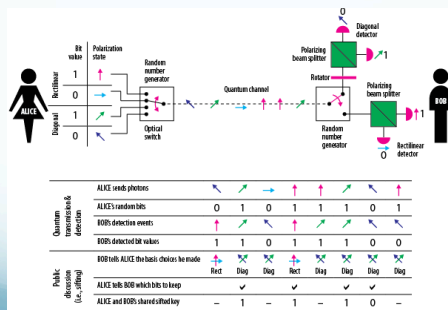 Bit value
Polarization state
Rectilinear
1
0
Diagonal
1
0
ALICE
Random number generator
Optical switch
Quantum channel
0
Diagonal detector
Polarizing beam splitter
1
Rotator
Polarizing beam splitter
1
Random number generator
0
Rectilinear detector
BOB
Quantum transmission & detection
ALICE sends photons
ALICE's random bits 0 1 0 1 1 1 0 1
BOB's detection events
BOB's detected bit values 1 1 0 1 1 1 0 0
Public discussion (i.e., sifting)
BOB tells ALICE the basis choices he made Rect Diag Diag Rect Diag Diag Diag Diag
ALICE tells BOB which bits to keep ✓ ✓ ✓ ✓
ALICE and BOB's shared sifted key – 1 – 1 – 1 0 –